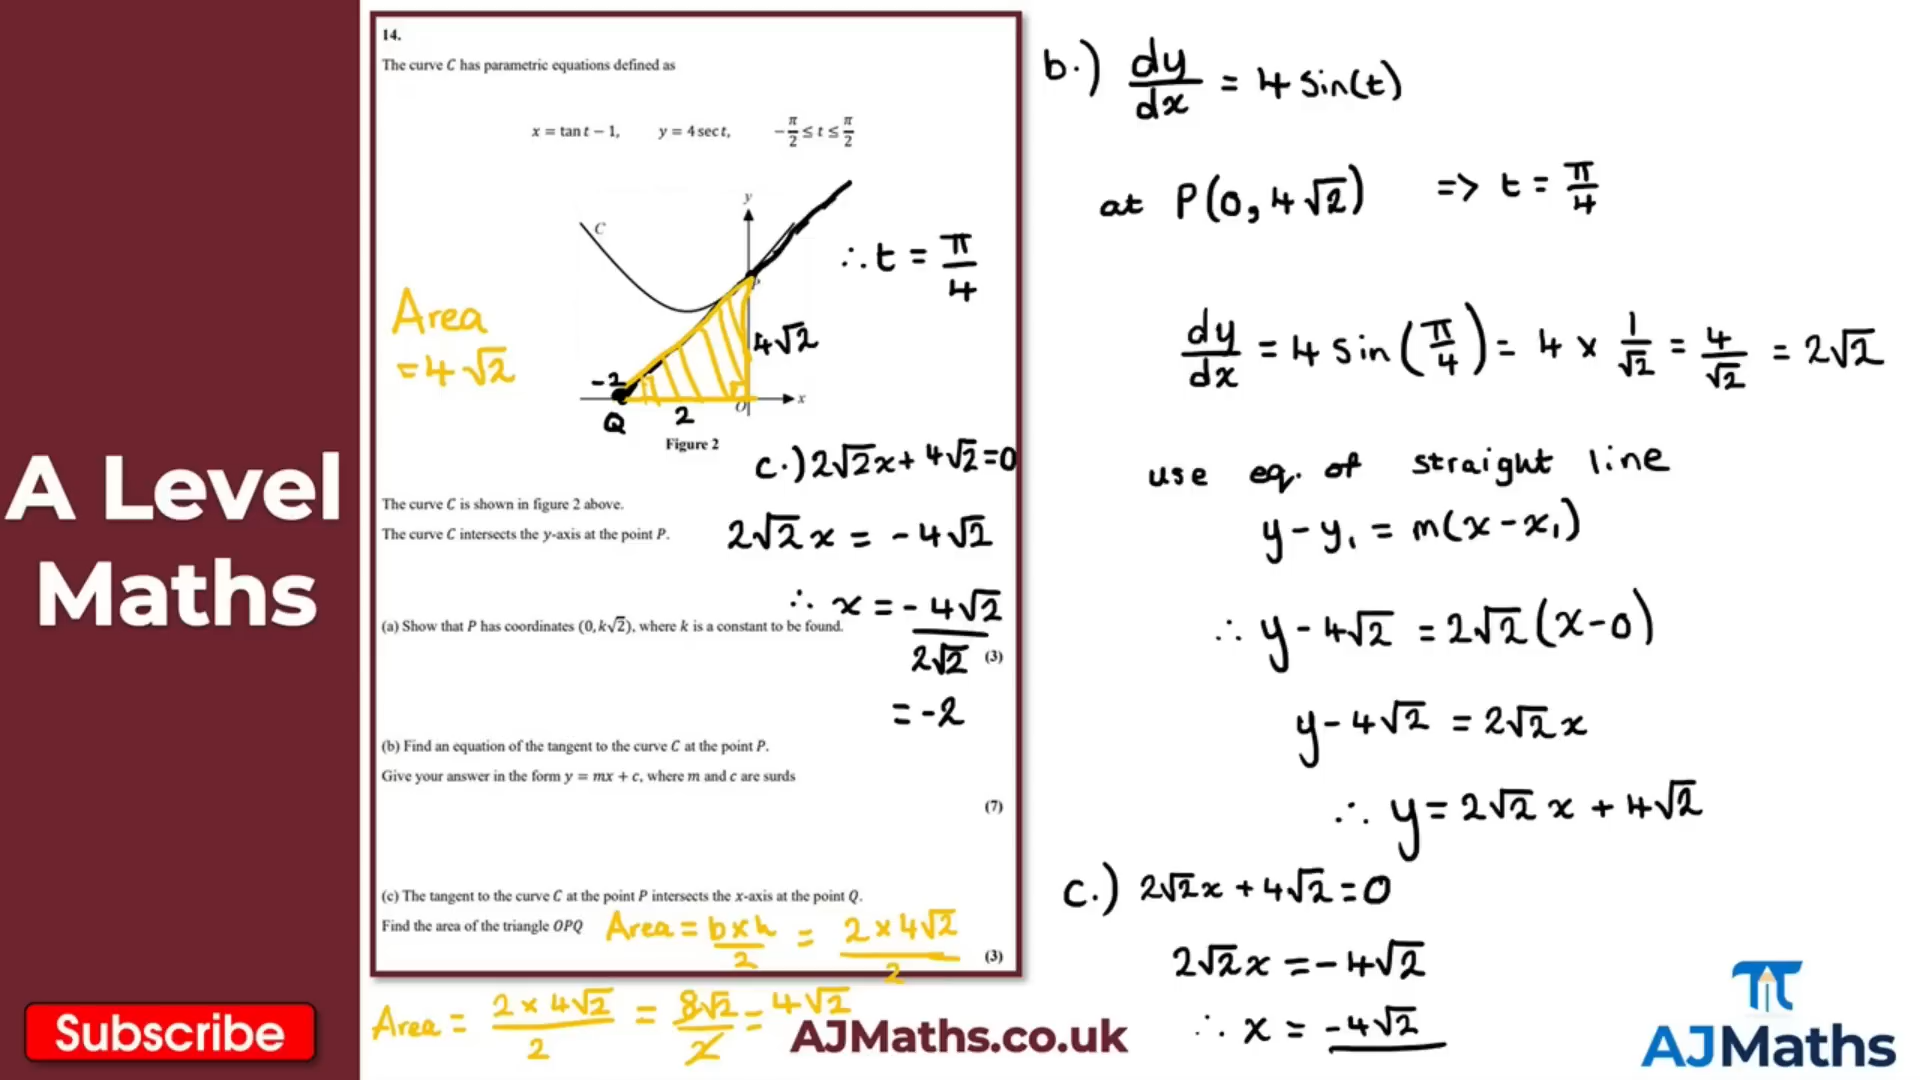 A Level
Maths
Subscribe
14.
The curve C has parametric equations defined as
x = tan t − 1,   y = 4 sec t,   −π/2 ≤ t ≤ π/2
y
C
∴ t = π/4
P
Area
= 4√2
4√2
-2
Q
2
O
x
Figure 2
c.) 2√2x + 4√2 = 0
The curve C is shown in figure 2 above.
2√2 x = - 4√2
The curve C intersects the y-axis at the point P.
∴ x = - 4√2 / 2√2
(a) Show that P has coordinates (0, k√2), where k is a constant to be found.
(3)
= -2
(b) Find an equation of the tangent to the curve C at the point P.
Give your answer in the form y = mx + c, where m and c are surds
(7)
(c) The tangent to the curve C at the point P intersects the x-axis at the point Q.
Find the area of the triangle OPQ
Area = b×h/2 = 2 × 4√2 / 2
(3)
Area = 2 × 4√2 / 2 = 8√2 / 2 = 4√2
AJMaths.co.uk
b.) dy/dx = 4 sin(t)
at P(0, 4√2) => t = π/4
dy/dx = 4 sin(π/4) = 4 × 1/√2 = 4/√2 = 2√2
use eq. of straight line
y - y₁ = m(x - x₁)
∴ y - 4√2 = 2√2(x - 0)
y - 4√2 = 2√2x
∴ y = 2√2 x + 4√2
c.) 2√2x + 4√2 = 0
2√2x = - 4√2
∴ x = -4√2
AJMaths